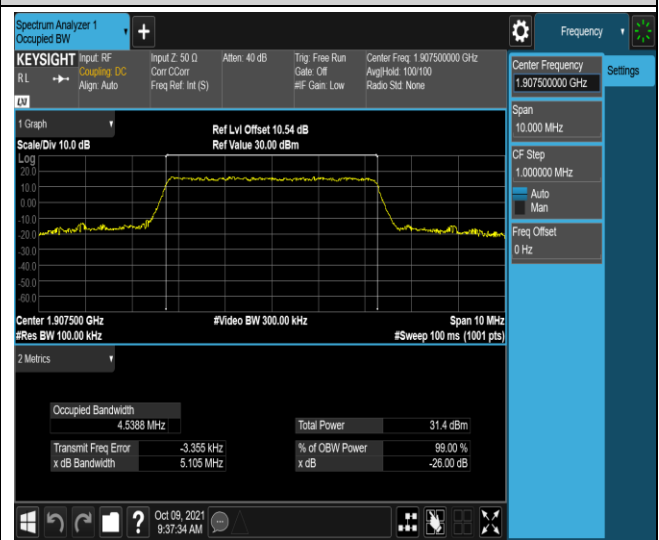 Spectrum Analyzer 1
Occupied BW
Frequency
KEYSIGHT
R L
LXI
Input: RF
Coupling: DC
Align: Auto
Input Z: 50 Ω
Corr CCorr
Freq Ref: Int (S)
Atten: 40 dB
Trig: Free Run
Gate: Off
#IF Gain: Low
Center Freq: 1.907500000 GHz
Avg|Hold: 100/100
Radio Std: None
Center Frequency
1.907500000 GHz
Settings
Span
10.000 MHz
CF Step
1.000000 MHz
Auto
Man
Freq Offset
0 Hz
1 Graph
Scale/Div 10.0 dB
Ref Lvl Offset 10.54 dB
Ref Value 30.00 dBm
Log
20.0
10.0
0.00
-10.0
-20.0
-30.0
-40.0
-50.0
-60.0
Center 1.907500 GHz
#Video BW 300.00 kHz
Span 10 MHz
#Res BW 100.00 kHz
#Sweep 100 ms (1001 pts)
2 Metrics
Occupied Bandwidth
4.5388 MHz
Total Power 31.4 dBm
Transmit Freq Error -3.355 kHz
% of OBW Power 99.00 %
x dB Bandwidth 5.105 MHz
x dB -26.00 dB
?
Oct 09, 2021
9:37:34 AM